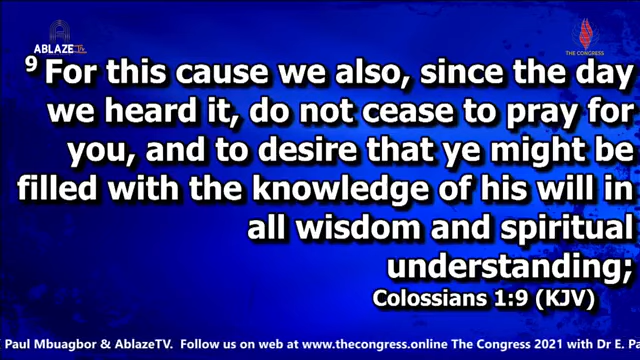 ABLAZE Tv
THE CONGRESS
9 For this cause we also, since the day
we heard it, do not cease to pray for
you, and to desire that ye might be
filled with the knowledge of his will in
all wisdom and spiritual
understanding;
Colossians 1:9 (KJV)
Paul Mbuagbor & AblazeTV. Follow us on web at www.thecongress.online The Congress 2021 with Dr E. Pa